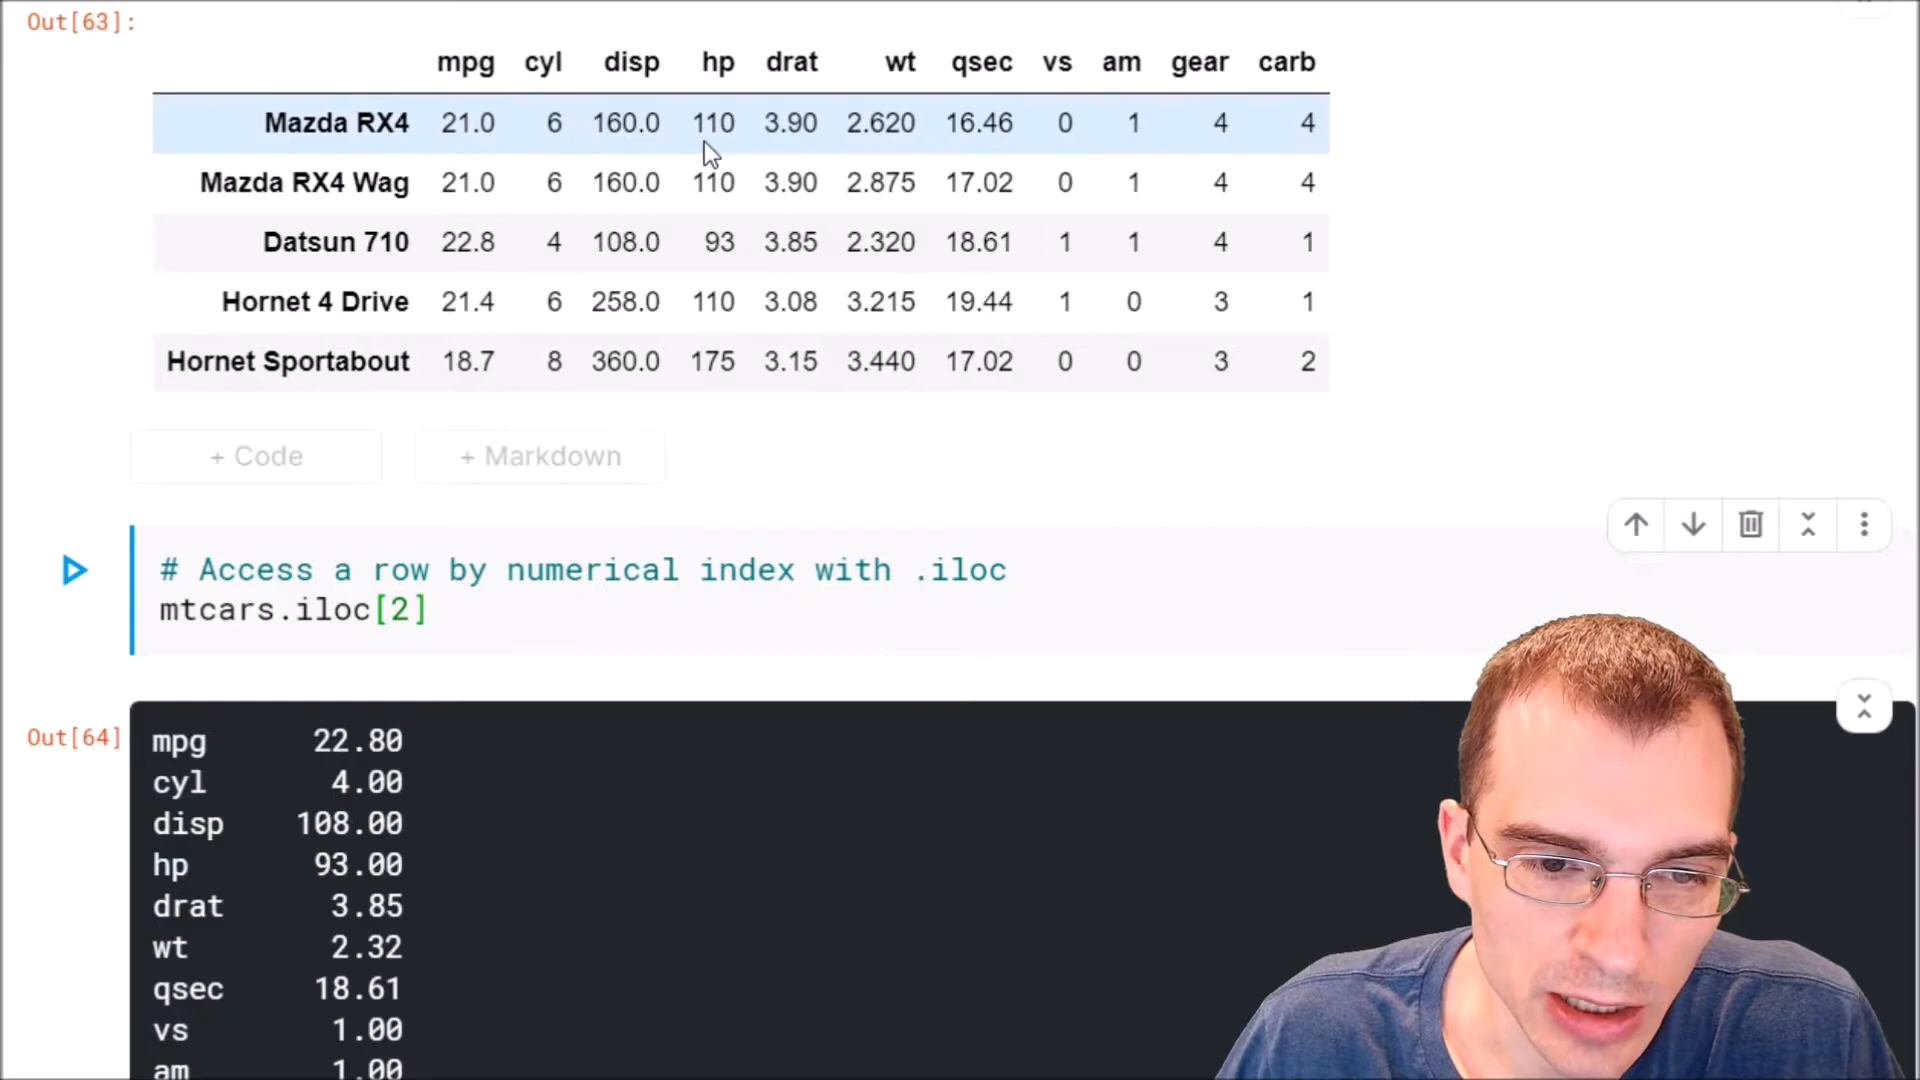 Out[63]:
mpg cyl disp hp drat wt qsec vs am gear carb
Mazda RX4 21.0 6 160.0 110 3.90 2.620 16.46 0 1 4 4
Mazda RX4 Wag 21.0 6 160.0 110 3.90 2.875 17.02 0 1 4 4
Datsun 710 22.8 4 108.0 93 3.85 2.320 18.61 1 1 4 1
Hornet 4 Drive 21.4 6 258.0 110 3.08 3.215 19.44 1 0 3 1
Hornet Sportabout 18.7 8 360.0 175 3.15 3.440 17.02 0 0 3 2
+ Code + Markdown
# Access a row by numerical index with .iloc
mtcars.iloc[2]
Out[64]
mpg 22.80
cyl 4.00
disp 108.00
hp 93.00
drat 3.85
wt 2.32
qsec 18.61
vs 1.00
am 1.00